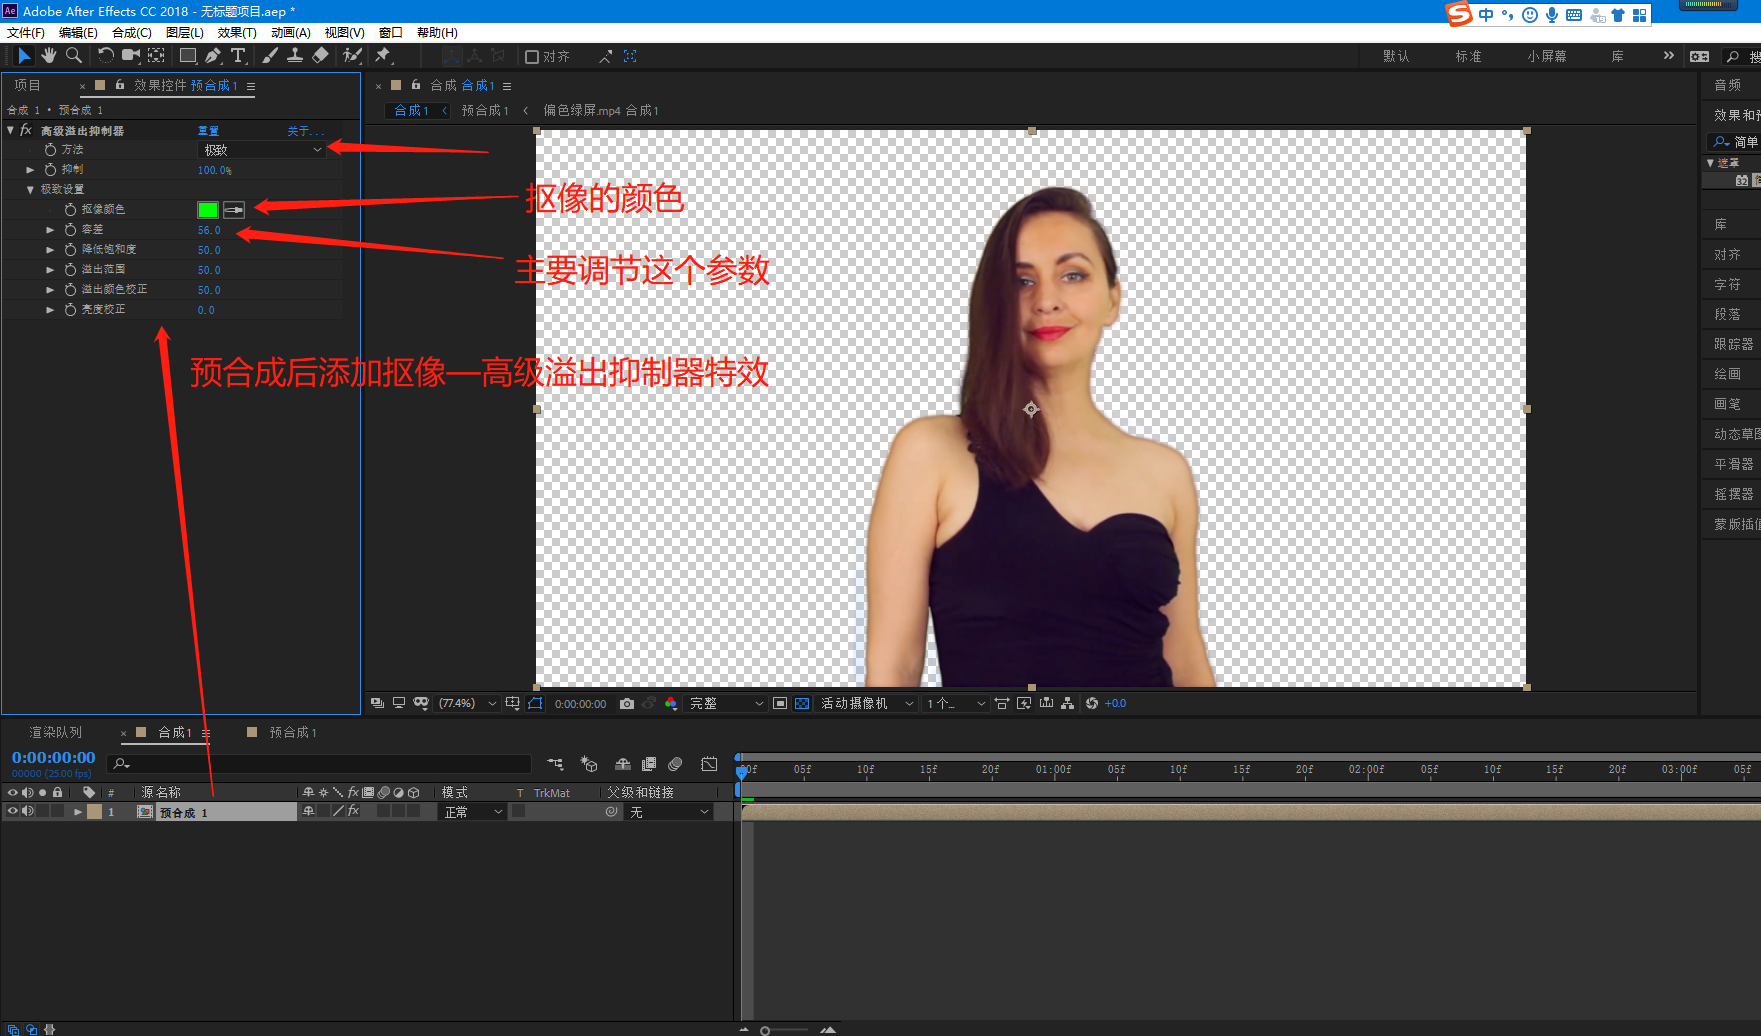 Adobe After Effects CC 2018 - 无标题项目.aep *
文件(F) 编辑(E) 合成(C) 图层(L) 效果(T) 动画(A) 视图(V) 窗口 帮助(H)
中
对齐 默认 标准 小屏幕 库 搜
项目 效果控件 预合成1
合成 合成1
音频
合成 1 • 预合成 1
合成1 预合成1 偏色绿屏.mp4 合成1
效果和预
高级溢出抑制器 重置 关于...
方法 极致
简单
抑制 100.0%
遮罩
极致设置
32
抠像颜色
抠像的颜色
容差 56.0
库
降低饱和度 50.0
对齐
溢出范围 50.0
主要调节这个参数
字符
溢出颜色校正 50.0
亮度校正 0.0
段落
跟踪器
预合成后添加抠像—高级溢出抑制器特效
绘画
画笔
动态草图
平滑器
摇摆器
蒙版插值
(77.4%) 0:00:00:00 完整 活动摄像机 1个... +0.0
渲染队列 合成1 预合成1
0:00:00:00
00000 (25.00 fps)
00f 05f 10f 15f 20f 01:00f 05f 10f 15f 20f 02:00f 05f 10f 15f 20f 03:00f 05f
# 源名称 fx 模式 T TrkMat 父级和链接
1 预合成 1 fx 正常 无